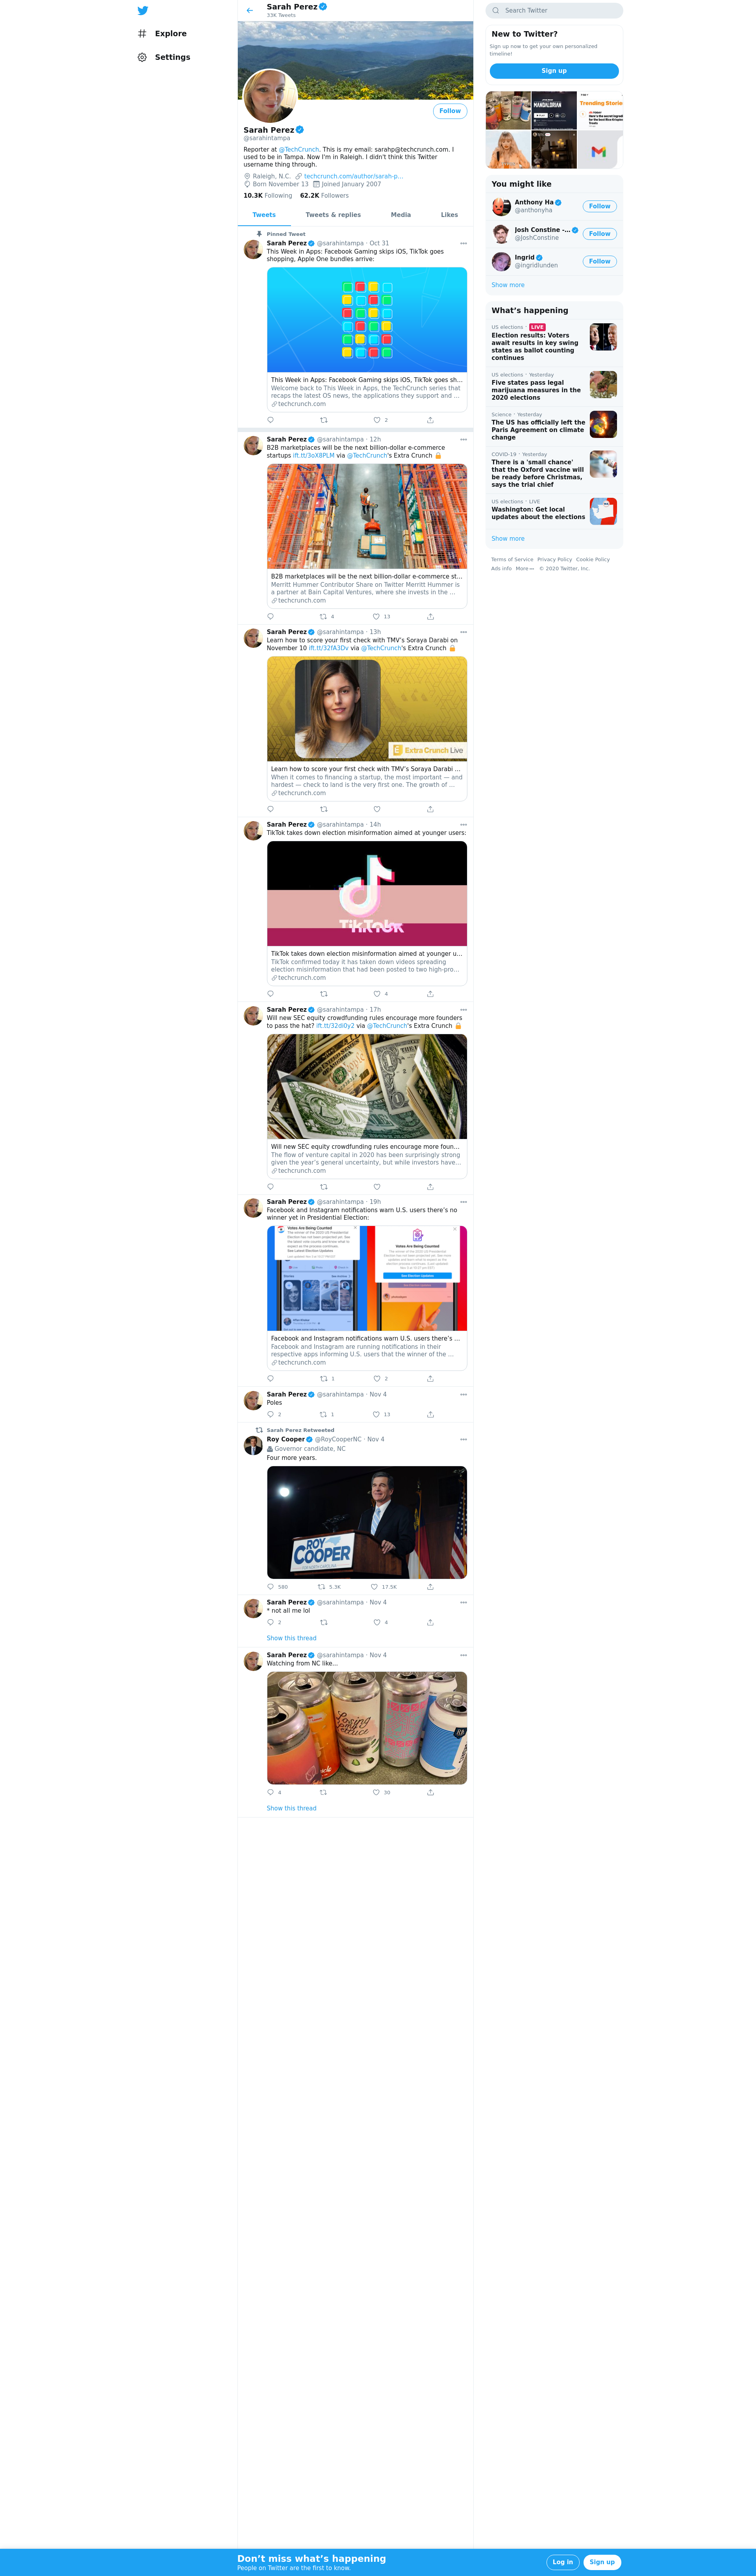 Explore
Settings
Sarah Perez
33K Tweets
Follow
Sarah Perez
@sarahintampa
Reporter at @TechCrunch. This is my email: sarahp@techcrunch.com. I
used to be in Tampa. Now I'm in Raleigh. I didn't think this Twitter
username thing through.
Raleigh, N.C. techcrunch.com/author/sarah-p…
Born November 13 Joined January 2007
10.3K Following 62.2K Followers
Tweets Tweets & replies Media Likes
Pinned Tweet
Sarah Perez @sarahintampa · Oct 31
This Week in Apps: Facebook Gaming skips iOS, TikTok goes
shopping, Apple One bundles arrive:
This Week in Apps: Facebook Gaming skips iOS, TikTok goes sh…
Welcome back to This Week in Apps, the TechCrunch series that
recaps the latest OS news, the applications they support and …
techcrunch.com
2
Sarah Perez @sarahintampa · 12h
B2B marketplaces will be the next billion-dollar e-commerce
startups ift.tt/3oX8PLM via @TechCrunch's Extra Crunch 🔒
B2B marketplaces will be the next billion-dollar e-commerce st…
Merritt Hummer Contributor Share on Twitter Merritt Hummer is
a partner at Bain Capital Ventures, where she invests in the …
techcrunch.com
4 13
Sarah Perez @sarahintampa · 13h
Learn how to score your first check with TMV's Soraya Darabi on
November 10 ift.tt/32fA3Dv via @TechCrunch's Extra Crunch 🔒
Extra Crunch Live
Learn how to score your first check with TMV's Soraya Darabi …
When it comes to financing a startup, the most important — and
hardest — check to land is the very first one. The growth of …
techcrunch.com
Sarah Perez @sarahintampa · 14h
TikTok takes down election misinformation aimed at younger users:
TikTok
TikTok takes down election misinformation aimed at younger u…
TikTok confirmed today it has taken down videos spreading
election misinformation that had been posted to two high-pro…
techcrunch.com
4
Sarah Perez @sarahintampa · 17h
Will new SEC equity crowdfunding rules encourage more founders
to pass the hat? ift.tt/32di0y2 via @TechCrunch's Extra Crunch 🔒
Will new SEC equity crowdfunding rules encourage more foun…
The flow of venture capital in 2020 has been surprisingly strong
given the year's general uncertainty, but while investors have…
techcrunch.com
Sarah Perez @sarahintampa · 19h
Facebook and Instagram notifications warn U.S. users there's no
winner yet in Presidential Election:
Votes Are Being Counted
Votes Are Being Counted
Facebook and Instagram notifications warn U.S. users there's …
Facebook and Instagram are running notifications in their
respective apps informing U.S. users that the winner of the …
techcrunch.com
1 2
Sarah Perez @sarahintampa · Nov 4
Poles
2 1 13
Sarah Perez Retweeted
Roy Cooper @RoyCooperNC · Nov 4
Governor candidate, NC
Four more years.
ROY
COOPER
580 5.3K 17.5K
Sarah Perez @sarahintampa · Nov 4
* not all me lol
2 4
Show this thread
Sarah Perez @sarahintampa · Nov 4
Watching from NC like...
Losing
4 30
Show this thread
Search Twitter
New to Twitter?
Sign up now to get your own personalized
timeline!
Sign up
MANDALORIAN
Trending Stories
You might like
Anthony Ha
@anthonyha
Follow
Josh Constine -…
@JoshConstine
Follow
Ingrid
@ingridlunden
Follow
Show more
What's happening
US elections · LIVE
Election results: Voters
await results in key swing
states as ballot counting
continues
US elections · Yesterday
Five states pass legal
marijuana measures in the
2020 elections
Science · Yesterday
The US has officially left the
Paris Agreement on climate
change
COVID-19 · Yesterday
There is a 'small chance'
that the Oxford vaccine will
be ready before Christmas,
says the trial chief
US elections · LIVE
Washington: Get local
updates about the elections
Show more
Terms of Service Privacy Policy Cookie Policy
Ads info More © 2020 Twitter, Inc.
Don't miss what's happening
People on Twitter are the first to know.
Log in
Sign up